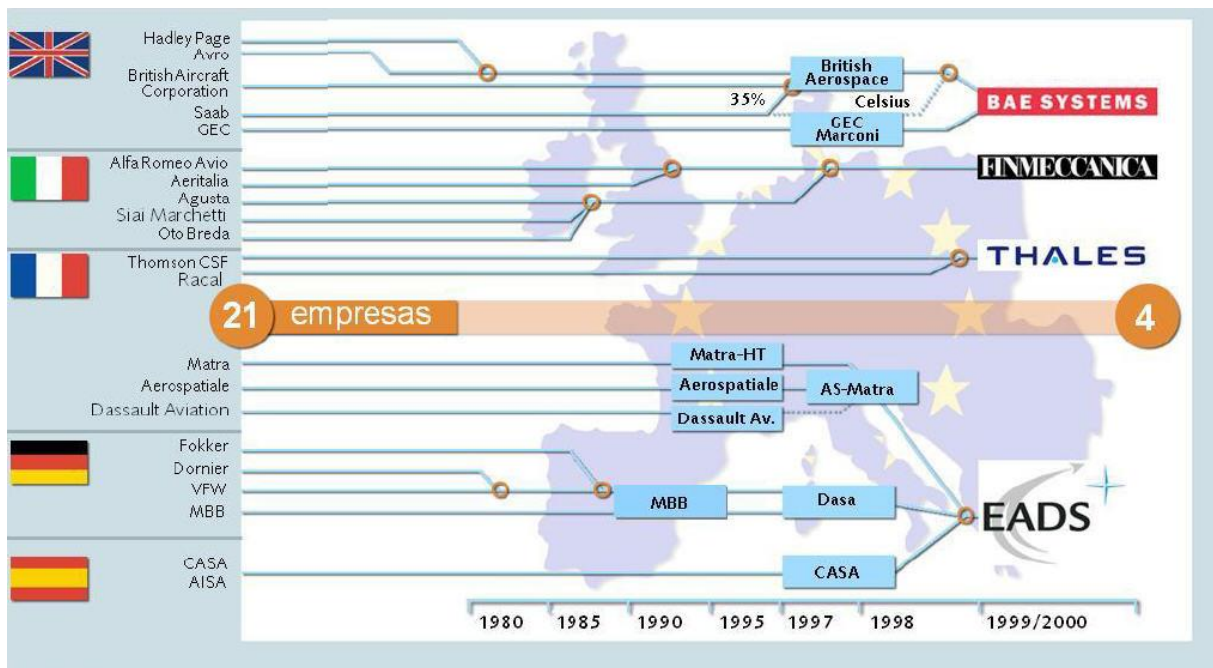 Hadley Page
Avro
British Aircraft
Corporation
Saab
GEC
35%
British
Aerospace
Celsius
GEC
Marconi
BAE SYSTEMS
Alfa Romeo Avio
Aeritalia
Agusta
Siai Marchetti
Oto Breda
FINMECCANICA
Thomson CSF
Racal
THALES
21 empresas 4
Matra
Aerospatiale
Dassault Aviation
Matra-HT
Aerospatiale
Dassault Av.
AS-Matra
Fokker
Dornier
VFW
MBB
MBB
Dasa
EADS
CASA
AISA
CASA
1980 1985 1990 1995 1997 1998 1999/2000